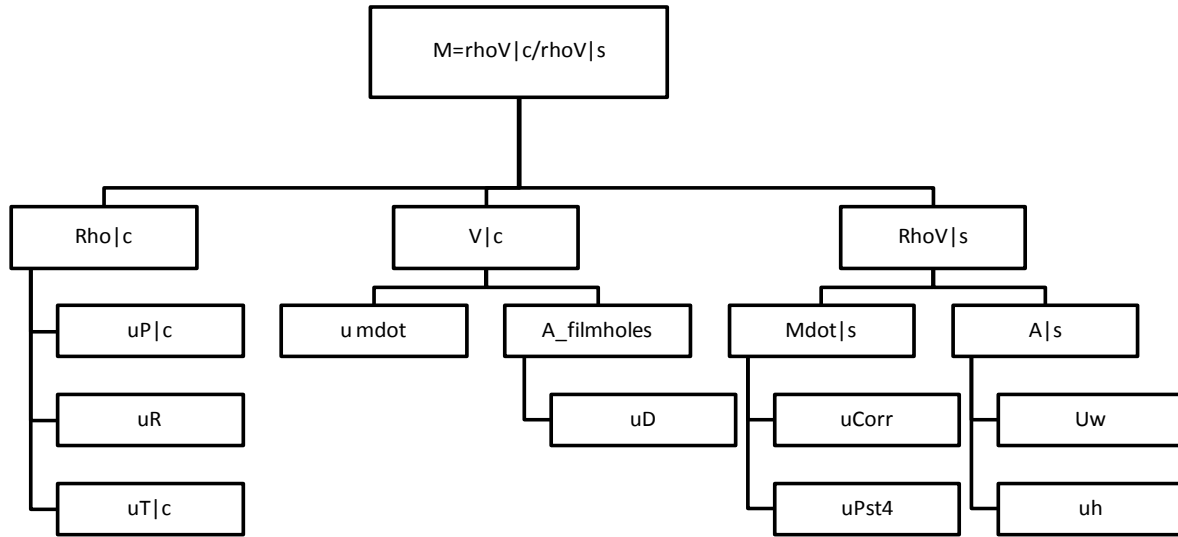 M=rhoV|c/rhoV|s
Rho|c
V|c
RhoV|s
uP|c
u mdot
A_filmholes
Mdot|s
A|s
uR
uD
uCorr
Uw
uT|c
uPst4
uh